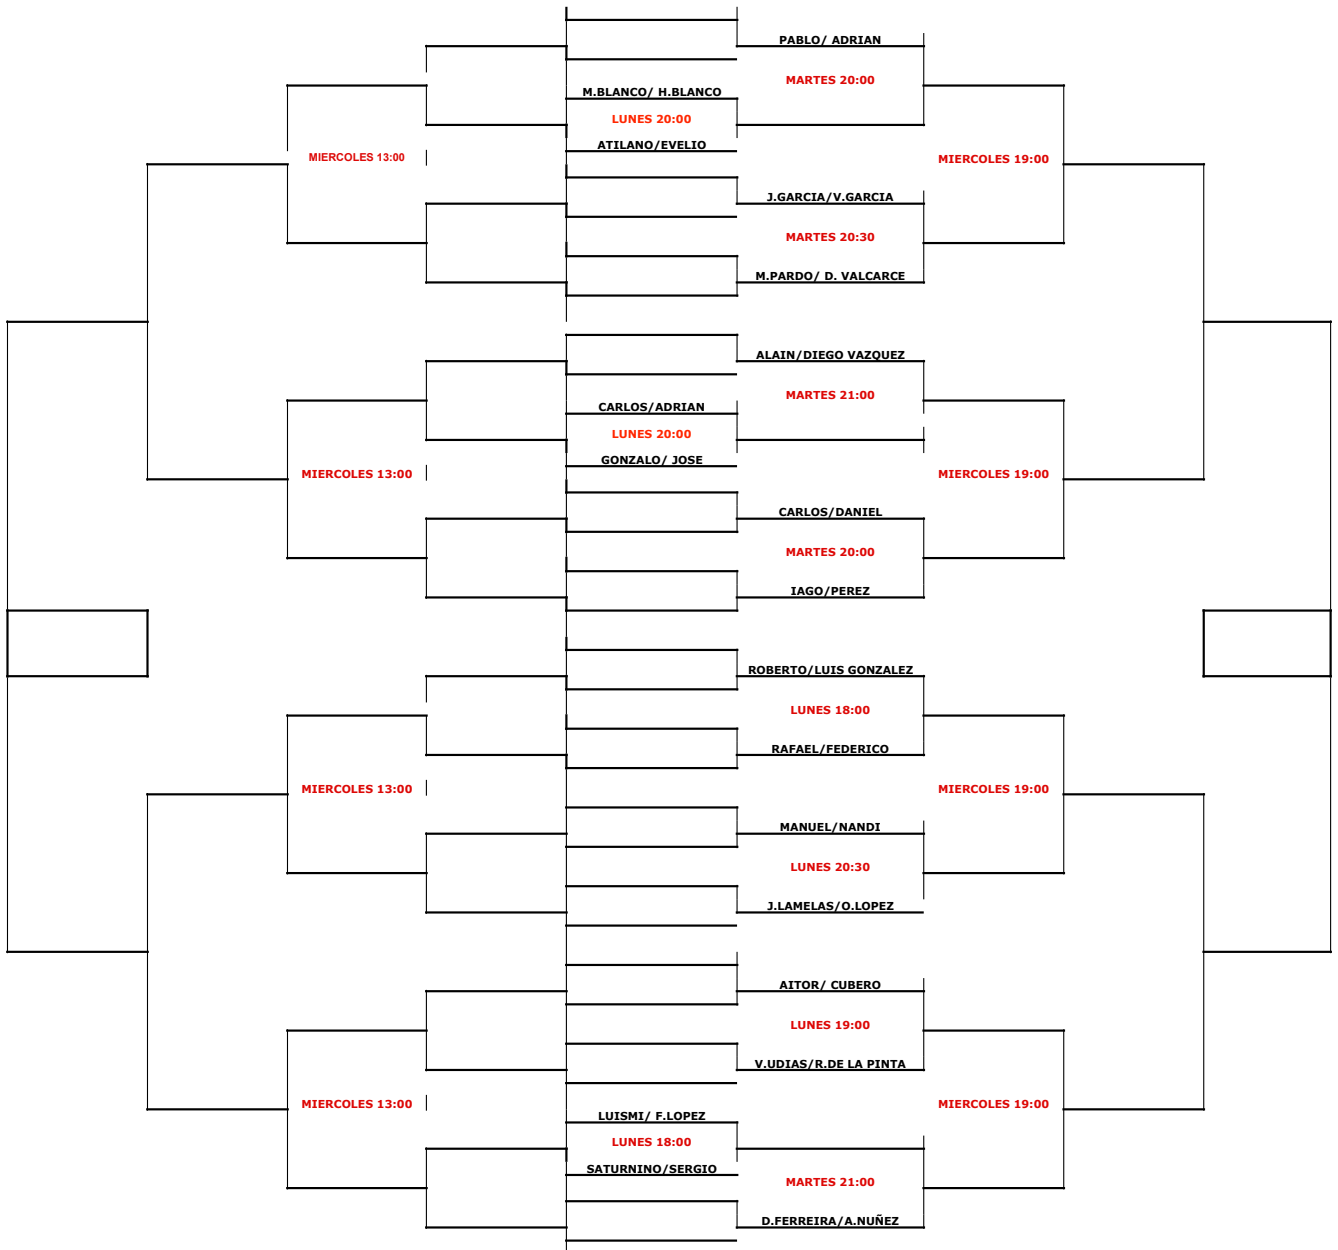 PABLO/ ADRIAN
MARTES 20:00
M.BLANCO/ H.BLANCO
LUNES 20:00
ATILANO/EVELIO
MIERCOLES 13:00
MIERCOLES 19:00
J.GARCIA/V.GARCIA
MARTES 20:30
M.PARDO/ D. VALCARCE
ALAIN/DIEGO VAZQUEZ
MARTES 21:00
CARLOS/ADRIAN
LUNES 20:00
GONZALO/ JOSE
MIERCOLES 13:00
MIERCOLES 19:00
CARLOS/DANIEL
MARTES 20:00
IAGO/PEREZ
ROBERTO/LUIS GONZALEZ
LUNES 18:00
RAFAEL/FEDERICO
MIERCOLES 13:00
MIERCOLES 19:00
MANUEL/NANDI
LUNES 20:30
J.LAMELAS/O.LOPEZ
AITOR/ CUBERO
LUNES 19:00
V.UDIAS/R.DE LA PINTA
MIERCOLES 13:00
MIERCOLES 19:00
LUISMI/ F.LOPEZ
LUNES 18:00
SATURNINO/SERGIO
MARTES 21:00
D.FERREIRA/A.NUÑEZ